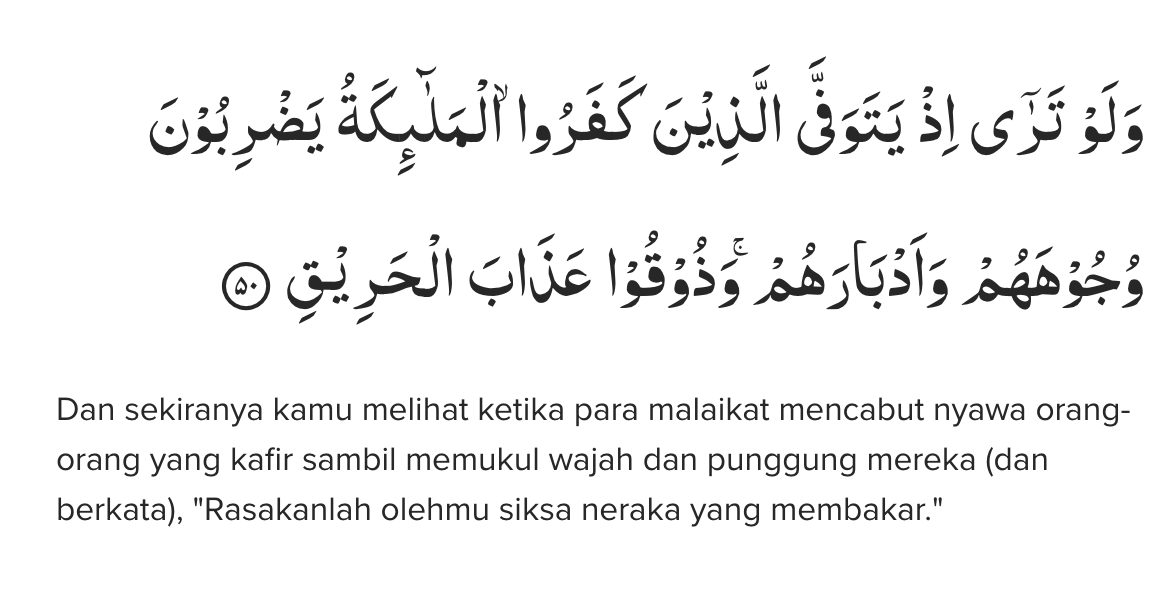 وَلَوْ تَرٰٓى اِذْ يَتَوَفَّى الَّذِيْنَ كَفَرُوا الْمَلٰۤىِٕكَةُ يَضْرِبُوْنَ
وُجُوْهَهُمْ وَاَدْبَارَهُمْۚ وَذُوْقُوْا عَذَابَ الْحَرِيْقِ ۝٥٠
Dan sekiranya kamu melihat ketika para malaikat mencabut nyawa orang-
orang yang kafir sambil memukul wajah dan punggung mereka (dan
berkata), "Rasakanlah olehmu siksa neraka yang membakar."